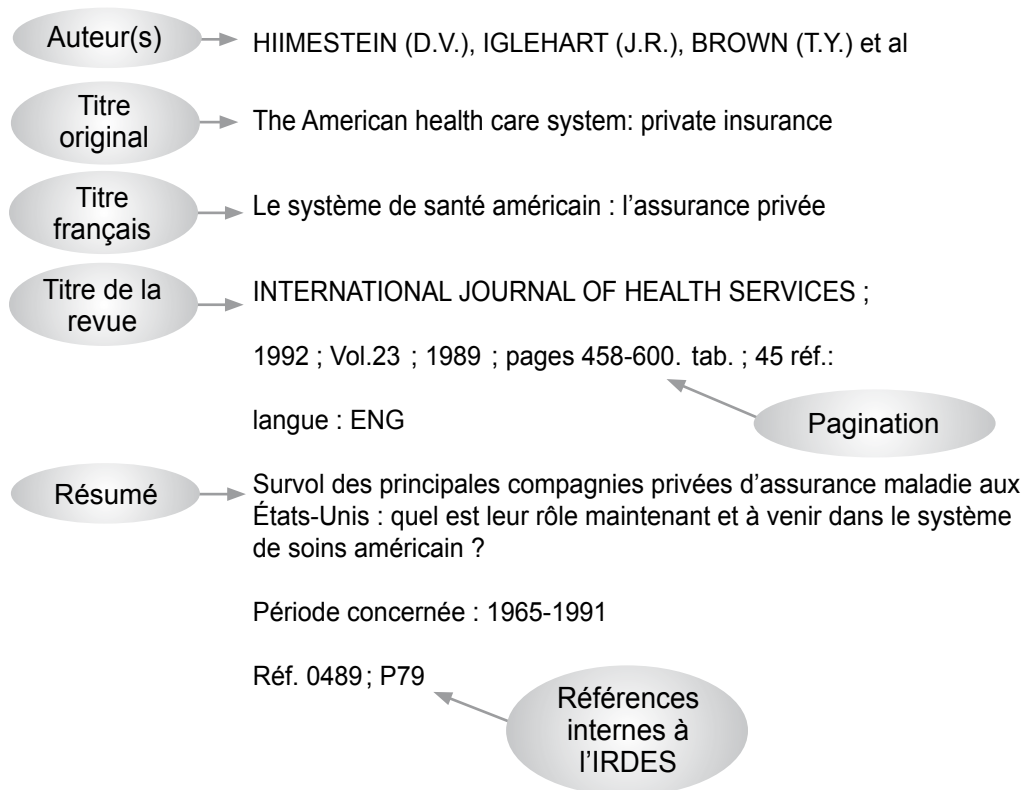 Auteur(s)
HIIMESTEIN (D.V.), IGLEHART (J.R.), BROWN (T.Y.) et al
Titre
original
The American health care system: private insurance
Titre
français
Le système de santé américain : l’assurance privée
Titre de la
revue
INTERNATIONAL JOURNAL OF HEALTH SERVICES ;
1992 ; Vol.23 ; 1989 ; pages 458-600. tab. ; 45 réf.:
langue : ENG
Pagination
Résumé
Survol des principales compagnies privées d’assurance maladie aux
États-Unis : quel est leur rôle maintenant et à venir dans le système
de soins américain ?
Période concernée : 1965-1991
Réf. 0489 ; P79
Références
internes à
l’IRDES